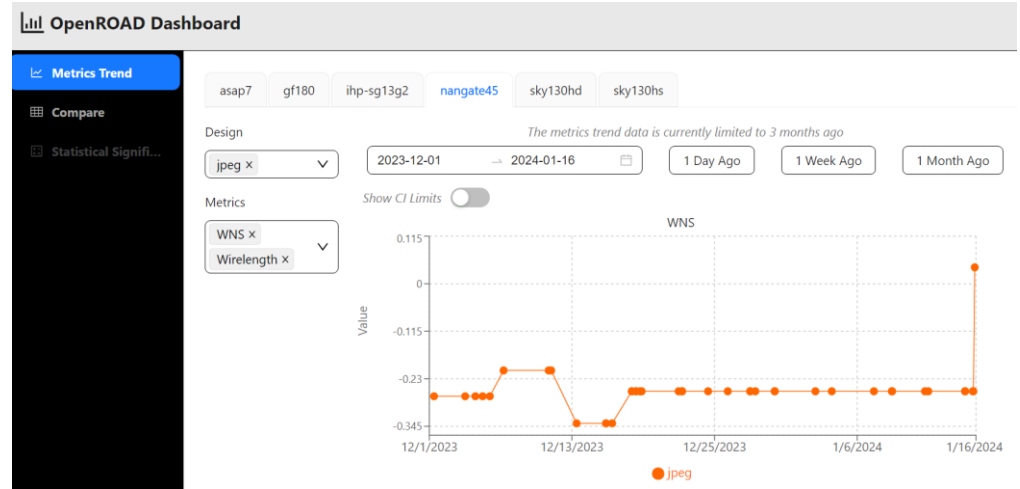 OpenROAD Dashboard
Metrics Trend
Compare
Statistical Signifi...
asap7 gf180 ihp-sg13g2 nangate45 sky130hd sky130hs
Design
The metrics trend data is currently limited to 3 months ago
jpeg ×
2023-12-01 → 2024-01-16
1 Day Ago
1 Week Ago
1 Month Ago
Metrics
Show CI Limits
WNS ×
Wirelength ×
WNS
Value
0.115
0
-0.115
-0.23
-0.345
12/1/2023 12/13/2023 12/25/2023 1/6/2024 1/16/2024
jpeg